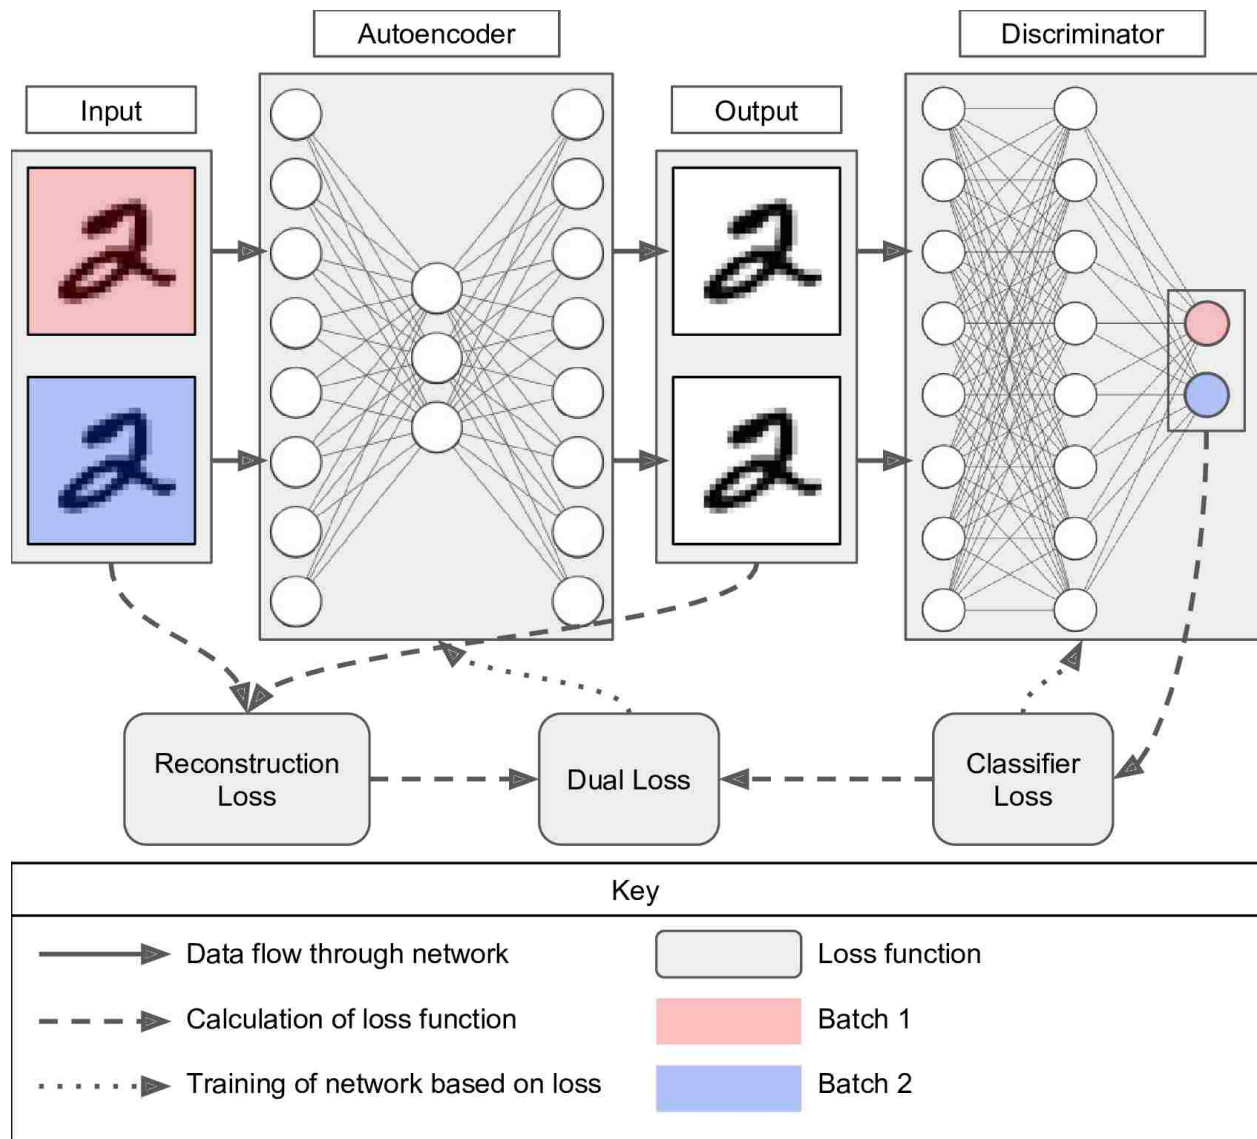 Autoencoder
Discriminator
Input
Output
Reconstruction
Loss
Dual Loss
Classifier
Loss
Key
Data flow through network
Loss function
Calculation of loss function
Batch 1
Training of network based on loss
Batch 2